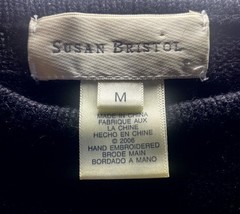 SUSAN BRISTOL
M
MADE IN CHINA
FABRIQUE AUX
LA CHINE
HECHO EN CHINE
© 2006
HAND EMBROIDERED
BRODE MAIN
BORDADO A MANO